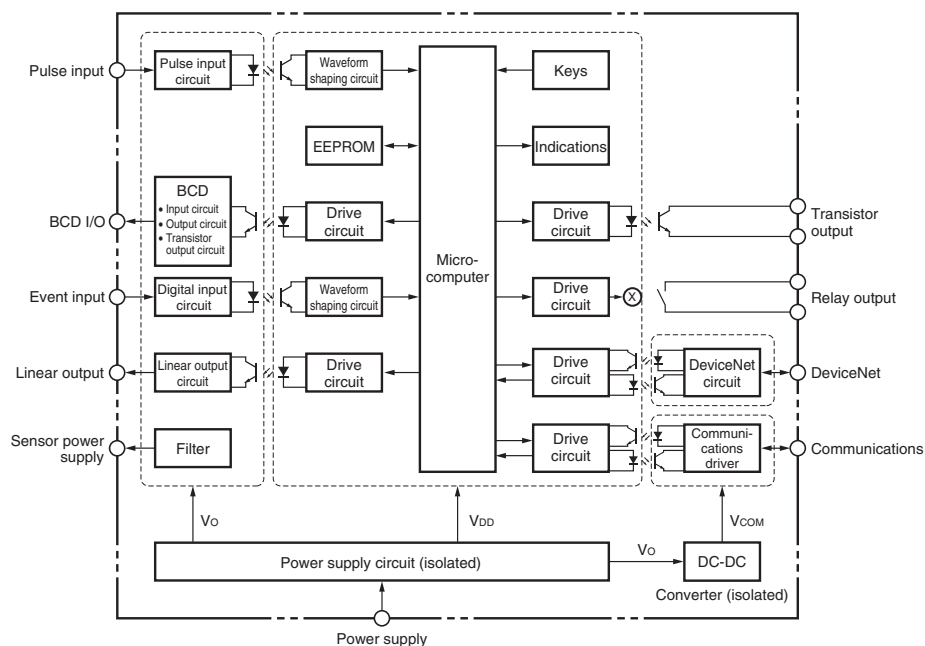 Pulse input
Pulse input
circuit
Waveform
shaping circuit
Keys
EEPROM
Indications
BCD I/O
BCD
• Input circuit
• Output circuit
• Transistor
output circuit
Drive
circuit
Micro-
computer
Drive
circuit
Transistor
output
Event input
Digital input
circuit
Waveform
shaping circuit
Drive
circuit
X
Relay output
Linear output
Linear output
circuit
Drive
circuit
Drive
circuit
DeviceNet
circuit
DeviceNet
Sensor power
supply
Filter
Drive
circuit
Communi-
cations
driver
Communications
VO
VDD
VCOM
Power supply circuit (isolated)
VO
DC-DC
Converter (isolated)
Power supply